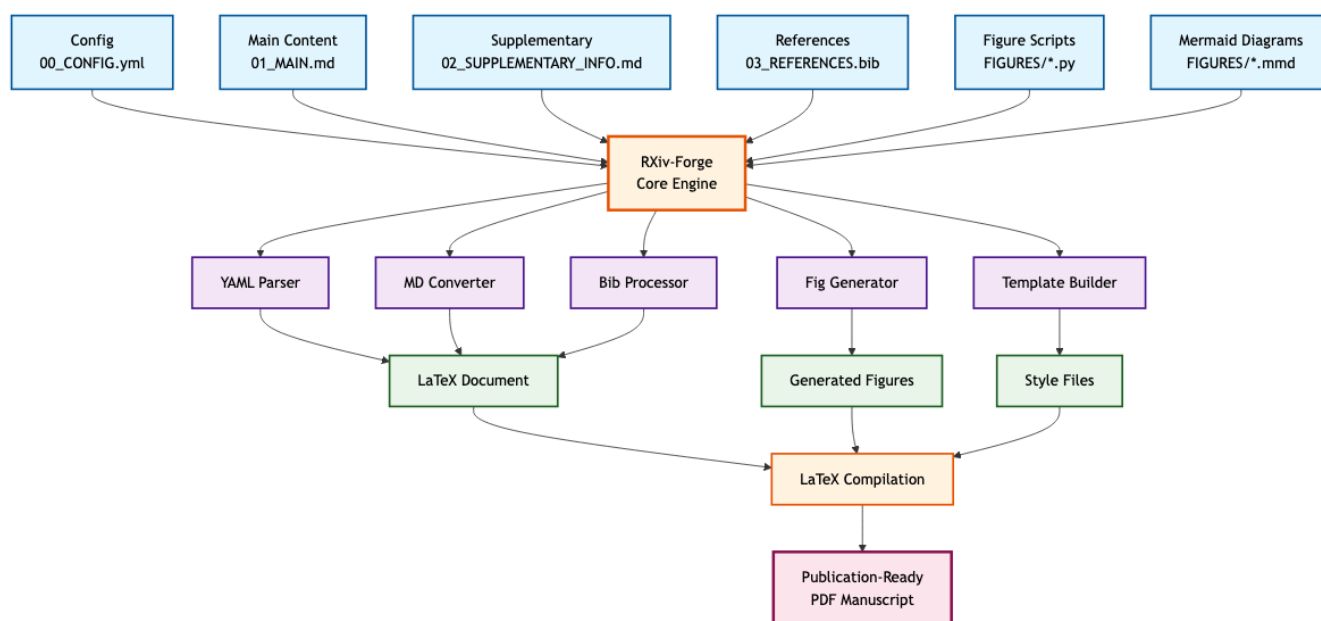 Config
00_CONFIG.yml
Main Content
01_MAIN.md
Supplementary
02_SUPPLEMENTARY_INFO.md
References
03_REFERENCES.bib
Figure Scripts
FIGURES/*.py
Mermaid Diagrams
FIGURES/*.mmd
RXiv-Forge
Core Engine
YAML Parser
MD Converter
Bib Processor
Fig Generator
Template Builder
LaTeX Document
Generated Figures
Style Files
LaTeX Compilation
Publication-Ready
PDF Manuscript